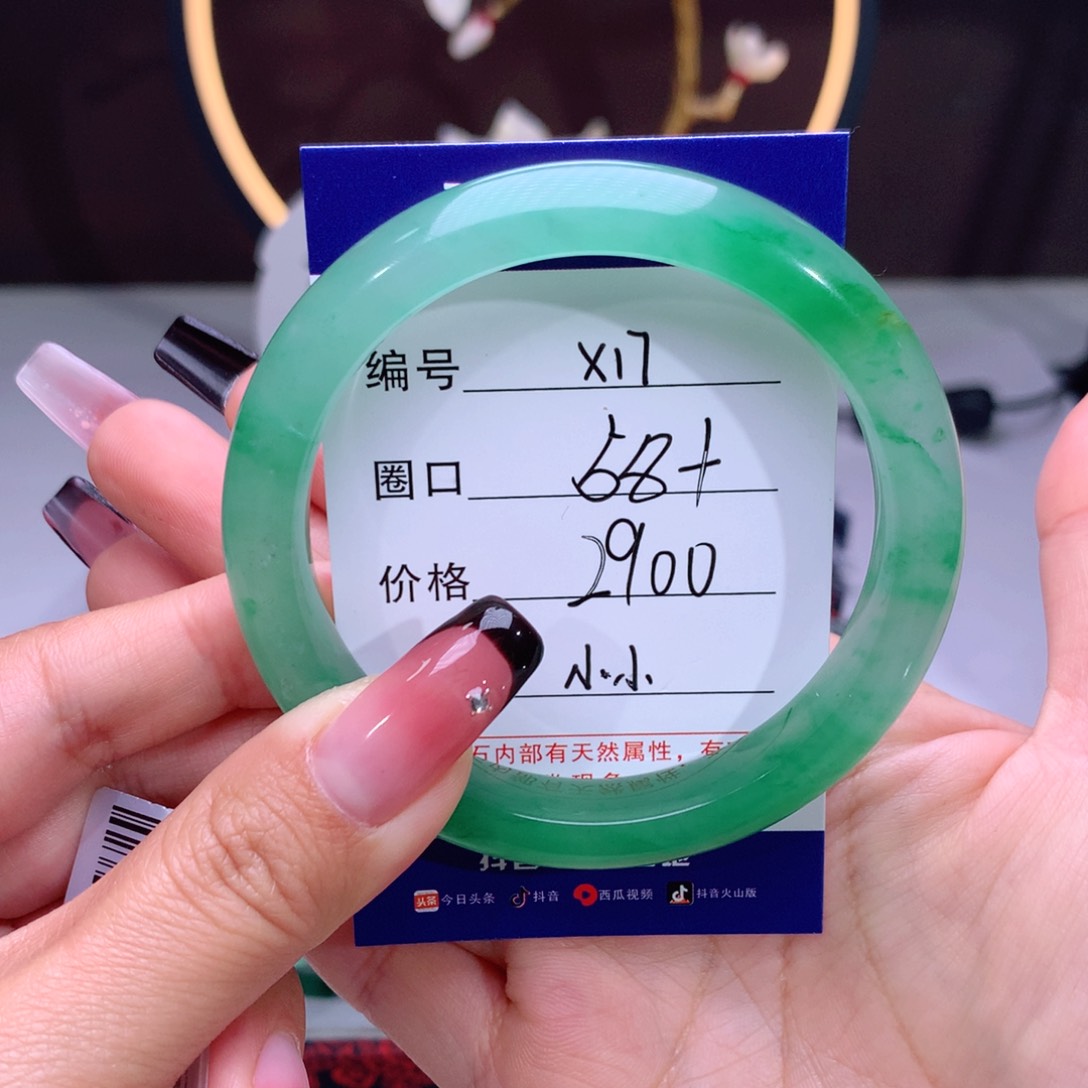 编号 X17
圈口 58+
价格 2900
小小
石内部有天然属性，有
今日头条 抖音 西瓜视频 抖音火山版